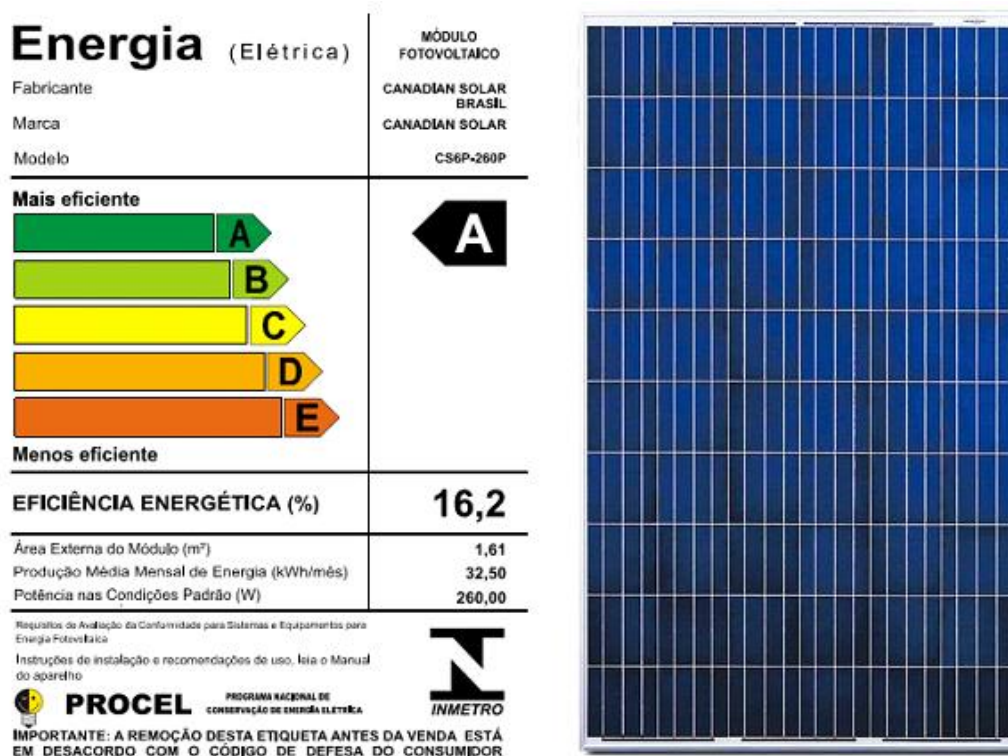 Energia (Elétrica)
MÓDULO
FOTOVOLTAICO
Fabricante
CANADIAN SOLAR
BRASIL
Marca
CANADIAN SOLAR
Modelo
CS6P-260P
Mais eficiente
A
A
B
C
D
E
Menos eficiente
EFICIÊNCIA ENERGÉTICA (%) 16,2
Área Externa do Módulo (m²) 1,61
Produção Média Mensal de Energia (kWh/mês) 32,50
Potência nas Condições Padrão (W) 260,00
Requisitos de Avaliação da Conformidade para Sistemas e Equipamentos para
Energia Fotovoltaica
Instruções de instalação e recomendações de uso, leia o Manual
do aparelho
PROCEL
PROGRAMA NACIONAL DE
CONSERVAÇÃO DE ENERGIA ELÉTRICA
INMETRO
IMPORTANTE: A REMOÇÃO DESTA ETIQUETA ANTES DA VENDA ESTÁ
EM DESACORDO COM O CÓDIGO DE DEFESA DO CONSUMIDOR